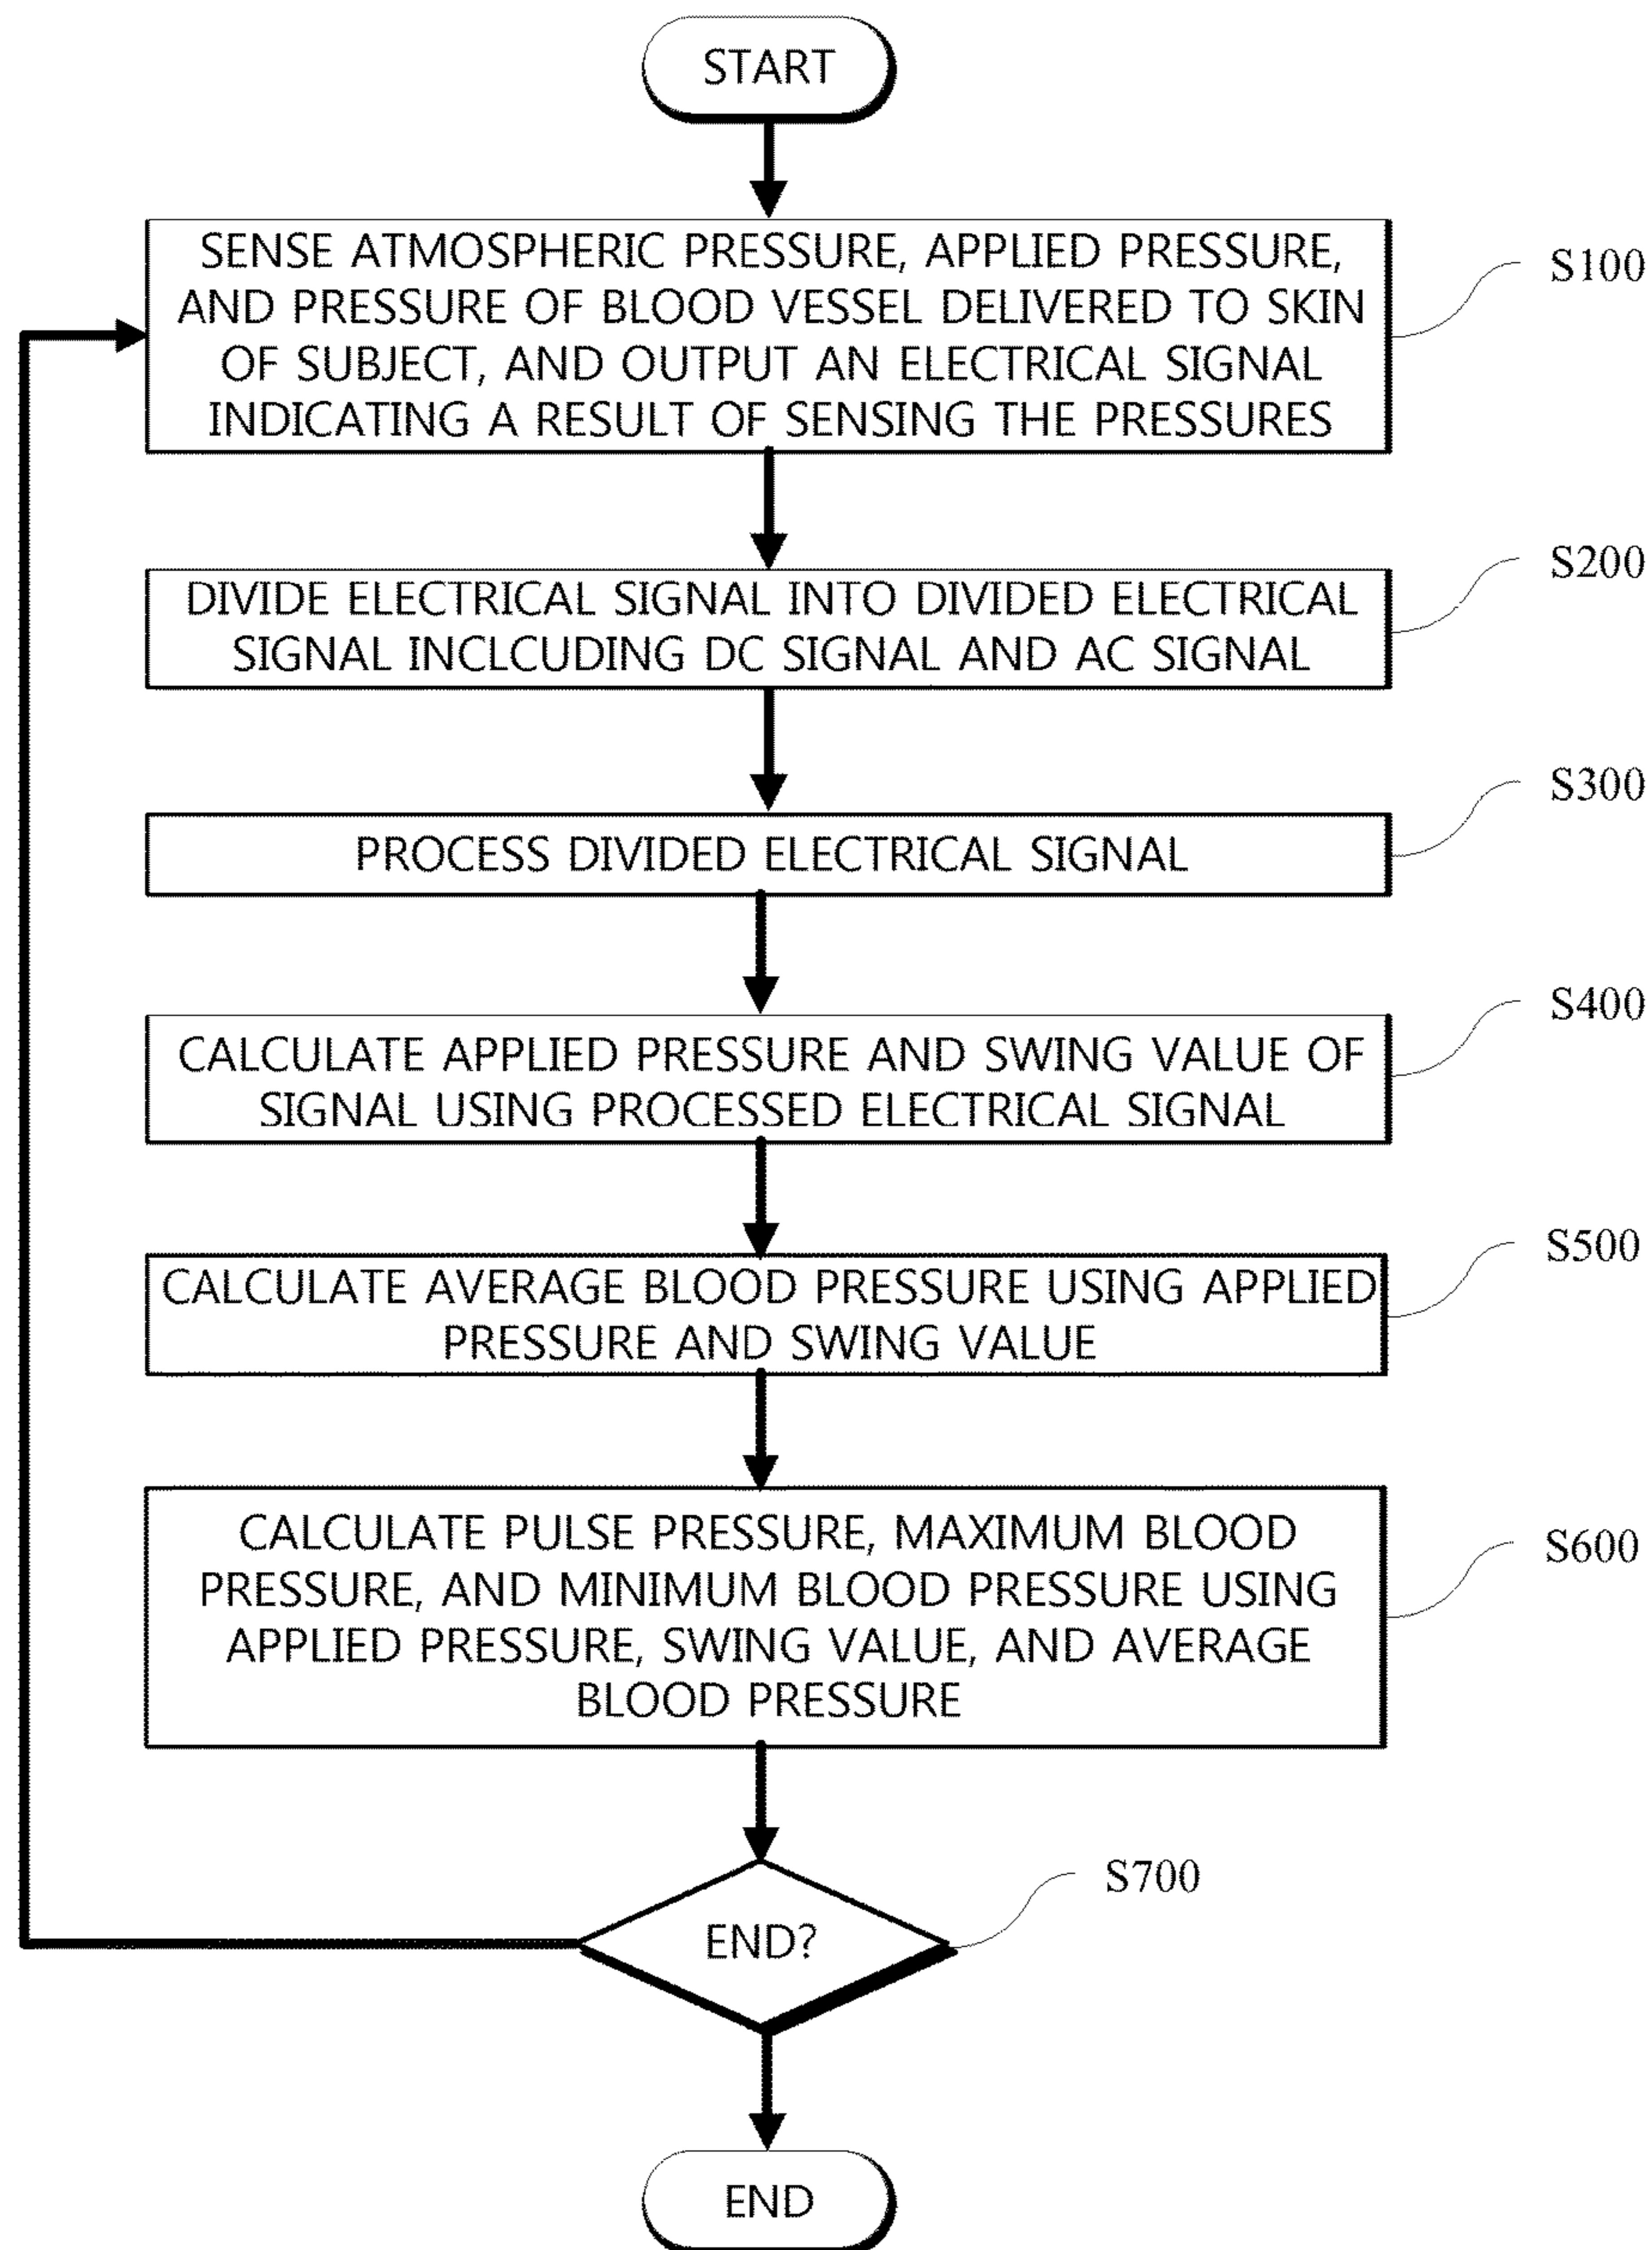 START
SENSE ATMOSPHERIC PRESSURE, APPLIED PRESSURE,
AND PRESSURE OF BLOOD VESSEL DELIVERED TO SKIN
OF SUBJECT, AND OUTPUT AN ELECTRICAL SIGNAL
INDICATING A RESULT OF SENSING THE PRESSURES
S100
DIVIDE ELECTRICAL SIGNAL INTO DIVIDED ELECTRICAL
SIGNAL INCLCUDING DC SIGNAL AND AC SIGNAL
S200
PROCESS DIVIDED ELECTRICAL SIGNAL
S300
CALCULATE APPLIED PRESSURE AND SWING VALUE OF
SIGNAL USING PROCESSED ELECTRICAL SIGNAL
S400
CALCULATE AVERAGE BLOOD PRESSURE USING APPLIED
PRESSURE AND SWING VALUE
S500
CALCULATE PULSE PRESSURE, MAXIMUM BLOOD
PRESSURE, AND MINIMUM BLOOD PRESSURE USING
APPLIED PRESSURE, SWING VALUE, AND AVERAGE
BLOOD PRESSURE
S600
END?
S700
END